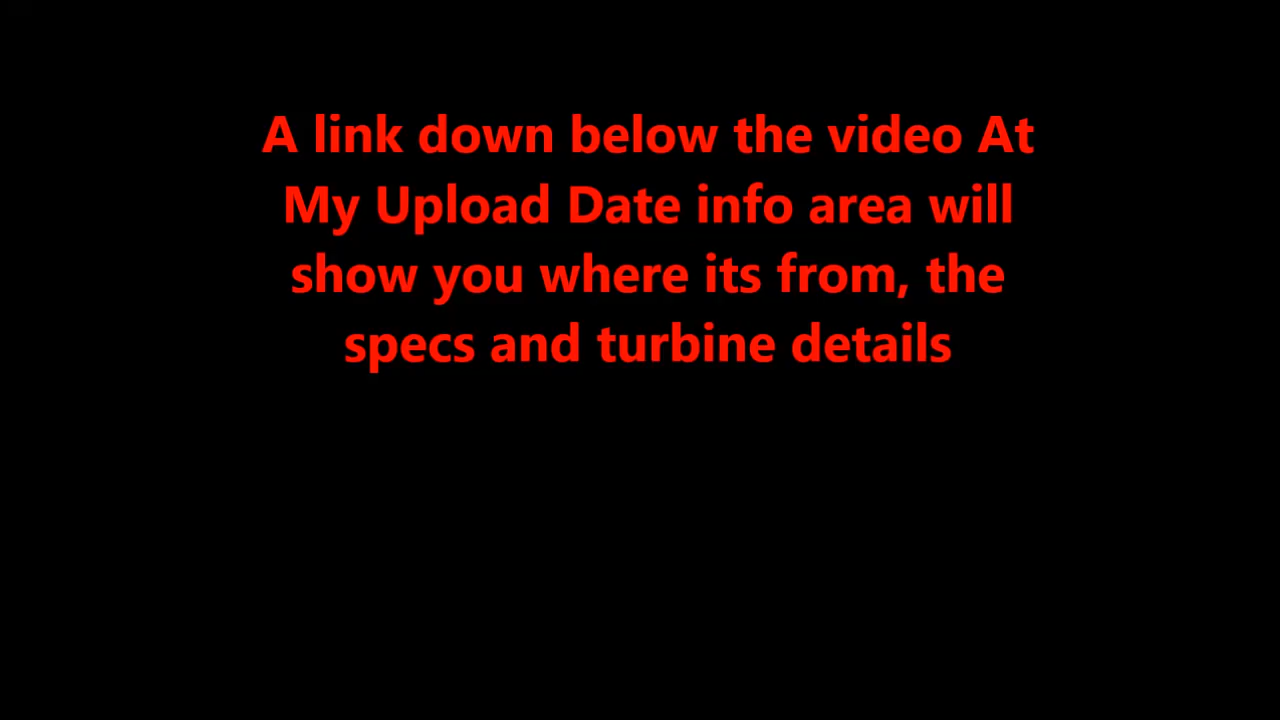 A link down below the video At
My Upload Date info area will
show you where its from, the
specs and turbine details